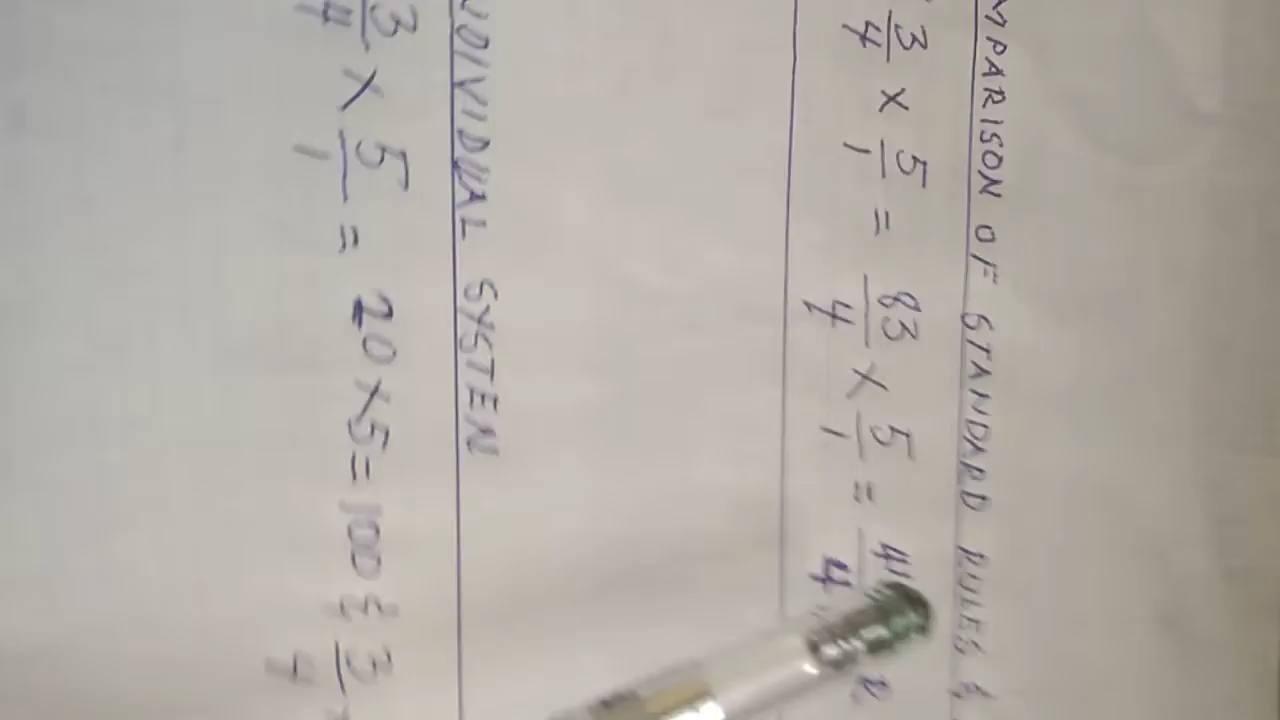 MPARISON OF STANDARD RULES &
3/4 × 5/1 = 83/4 × 5/1 =
NDIVIDUAL SYSTEM
3/4 × 5/1 = 20×5=100 & 3/4